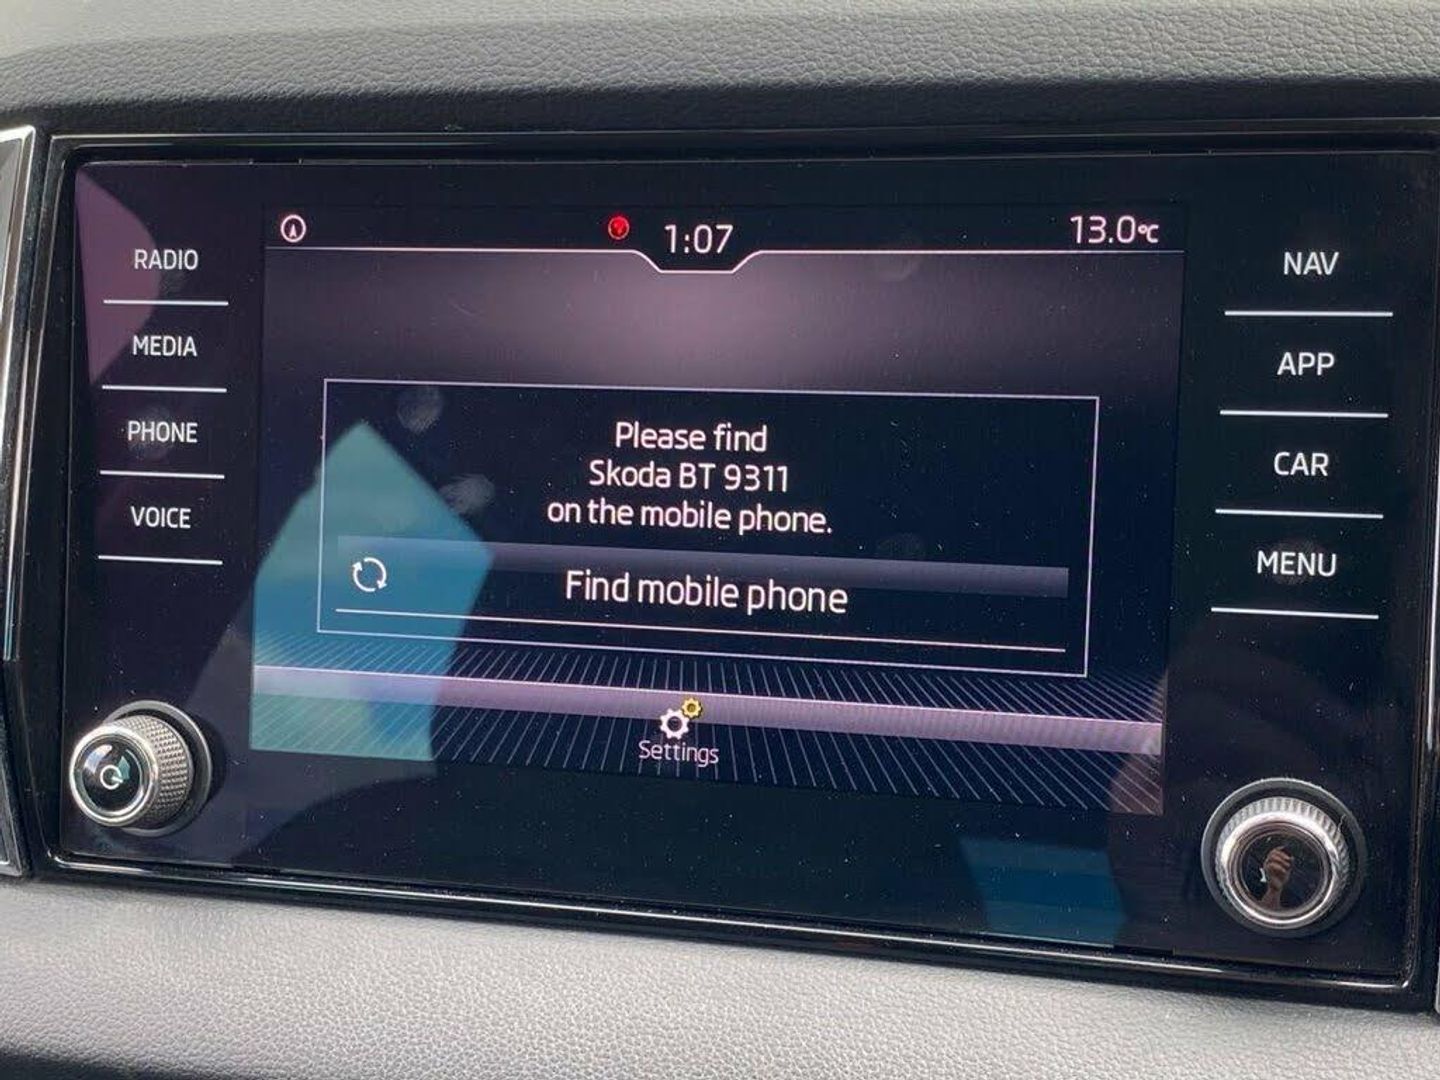 1:07
13.0°C
RADIO
MEDIA
PHONE
VOICE
Please find
Skoda BT 9311
on the mobile phone.
Find mobile phone
Settings
NAV
APP
CAR
MENU